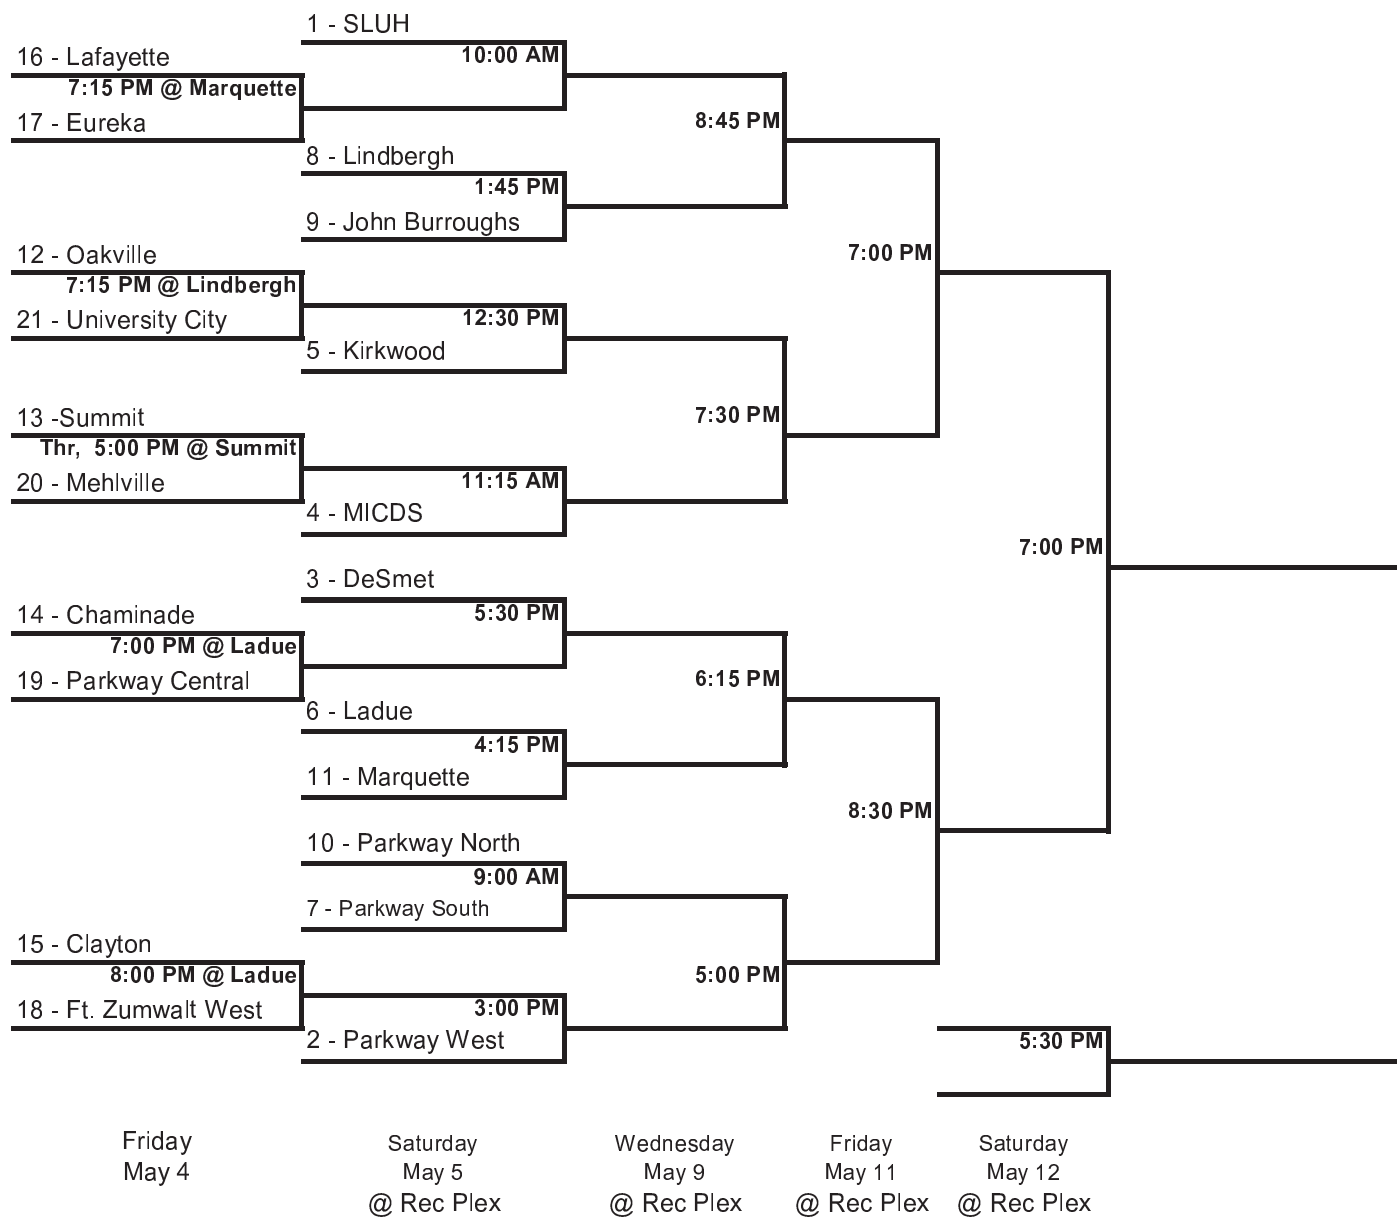 1 - SLUH
16 - Lafayette
10:00 AM
7:15 PM @ Marquette
17 - Eureka
8:45 PM
8 - Lindbergh
1:45 PM
9 - John Burroughs
12 - Oakville
7:00 PM
7:15 PM @ Lindbergh
21 - University City
12:30 PM
5 - Kirkwood
13 -Summit
7:30 PM
Thr, 5:00 PM @ Summit
20 - Mehlville
11:15 AM
4 - MICDS
7:00 PM
3 - DeSmet
14 - Chaminade
5:30 PM
7:00 PM @ Ladue
19 - Parkway Central
6:15 PM
6 - Ladue
4:15 PM
11 - Marquette
8:30 PM
10 - Parkway North
9:00 AM
7 - Parkway South
15 - Clayton
8:00 PM @ Ladue
5:00 PM
18 - Ft. Zumwalt West
3:00 PM
2 - Parkway West
5:30 PM
Friday
May 4
Saturday
May 5
@ Rec Plex
Wednesday
May 9
@ Rec Plex
Friday
May 11
@ Rec Plex
Saturday
May 12
@ Rec Plex